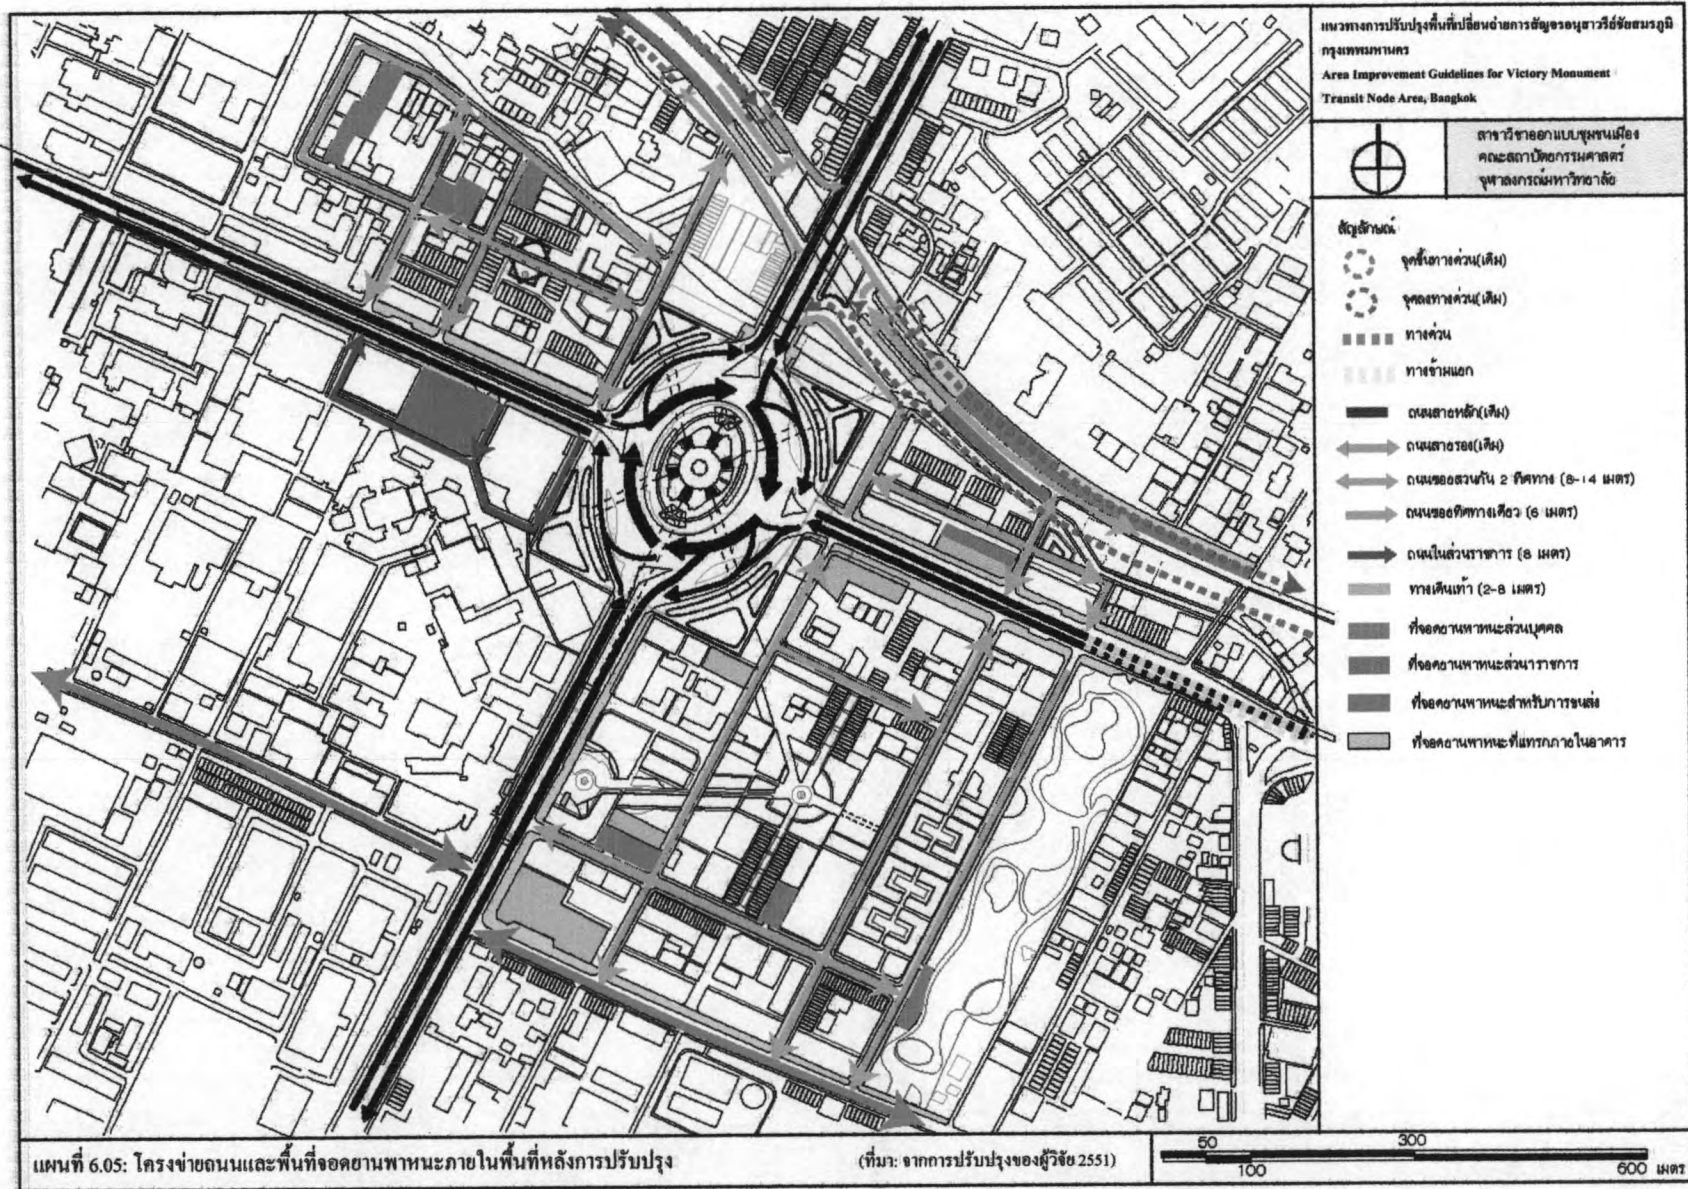 แนวทางการปรับปรุงพื้นที่เปลี่ยนถ่ายการสัญจรอนุสาวรีย์ชัยสมรภูมิ
กรุงเทพมหานคร
Area Improvement Guidelines for Victory Monument
Transit Node Area, Bangkok
สาขาวิชาออกแบบชุมชนเมือง
คณะสถาปัตยกรรมศาสตร์
จุฬาลงกรณ์มหาวิทยาลัย
สัญลักษณ์
จุดขึ้นทางด่วน(เดิม)
จุดลงทางด่วน(เดิม)
ทางด่วน
ทางข้ามแยก
ถนนสายหลัก(เดิม)
ถนนสายรอง(เดิม)
ถนนซอยสวนกัน 2 ทิศทาง (8-14 เมตร)
ถนนซอยทิศทางเดียว (6 เมตร)
ถนนในส่วนราชการ (8 เมตร)
ทางเดินเท้า (2-8 เมตร)
ที่จอดยานพาหนะส่วนบุคคล
ที่จอดยานพาหนะส่วนาราชการ
ที่จอดยานพาหนะสำหรับการขนส่ง
ที่จอดยานพาหนะที่แทรกภายในอาคาร
แผนที่ 6.05: โครงข่ายถนนและพื้นที่จอดยานพาหนะภายในพื้นที่หลังการปรับปรุง
(ที่มา: จากการปรับปรุงของผู้วิจัย 2551)
50 300
100 600 เมตร